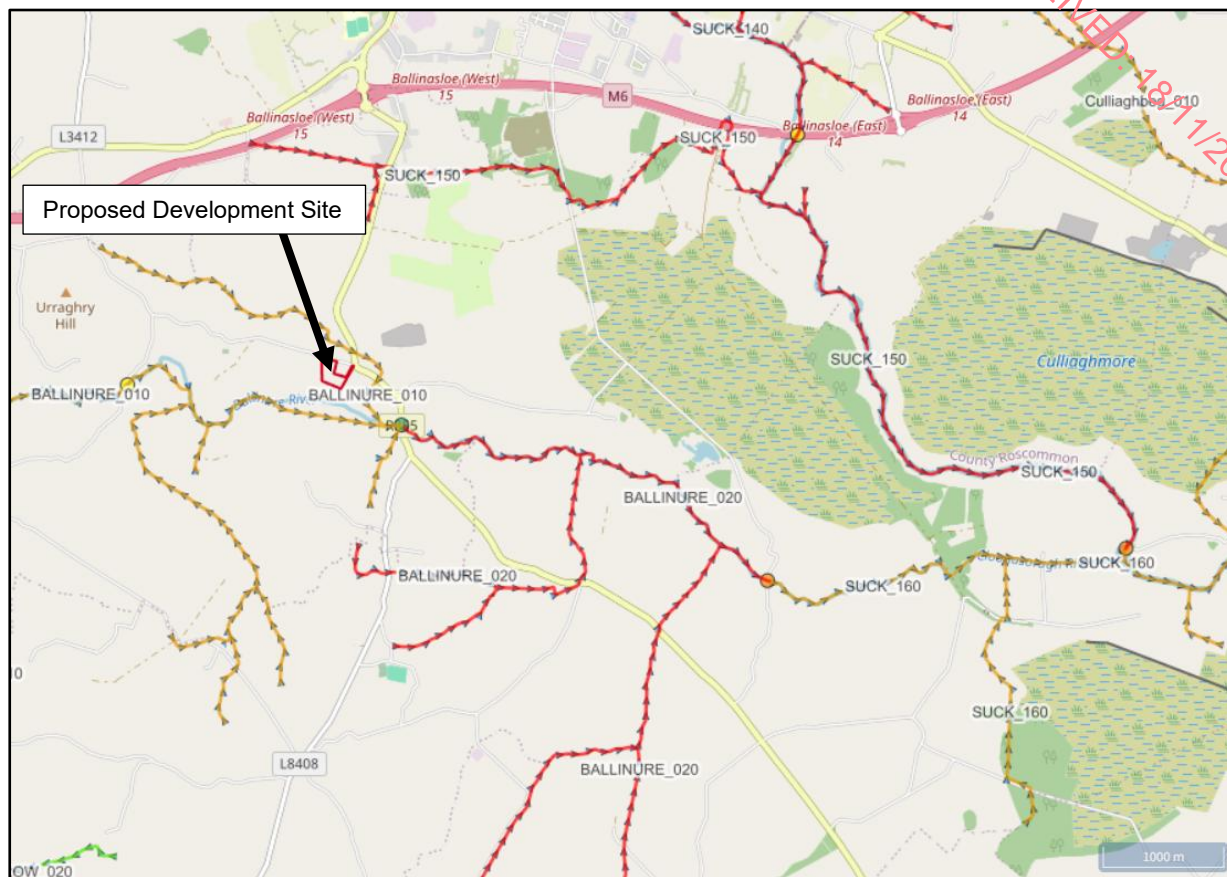 SUCK_140
Ballinasloe (West)
15
M6
Ballinasloe (East)
14
Culliaghbeg_010
L3412
Ballinasloe (West)
15
Ballinasloe (East)
14
SUCK_150
SUCK_150
Proposed Development Site
Urraghry
Hill
SUCK_150
Culliaghmore
BALLINURE_010
BALLINURE_010
County Roscommon
SUCK_150
BALLINURE_020
BALLINURE_020
SUCK_160
SUCK_160
SUCK_160
L8408
BALLINURE_020
1000 m
OW_020